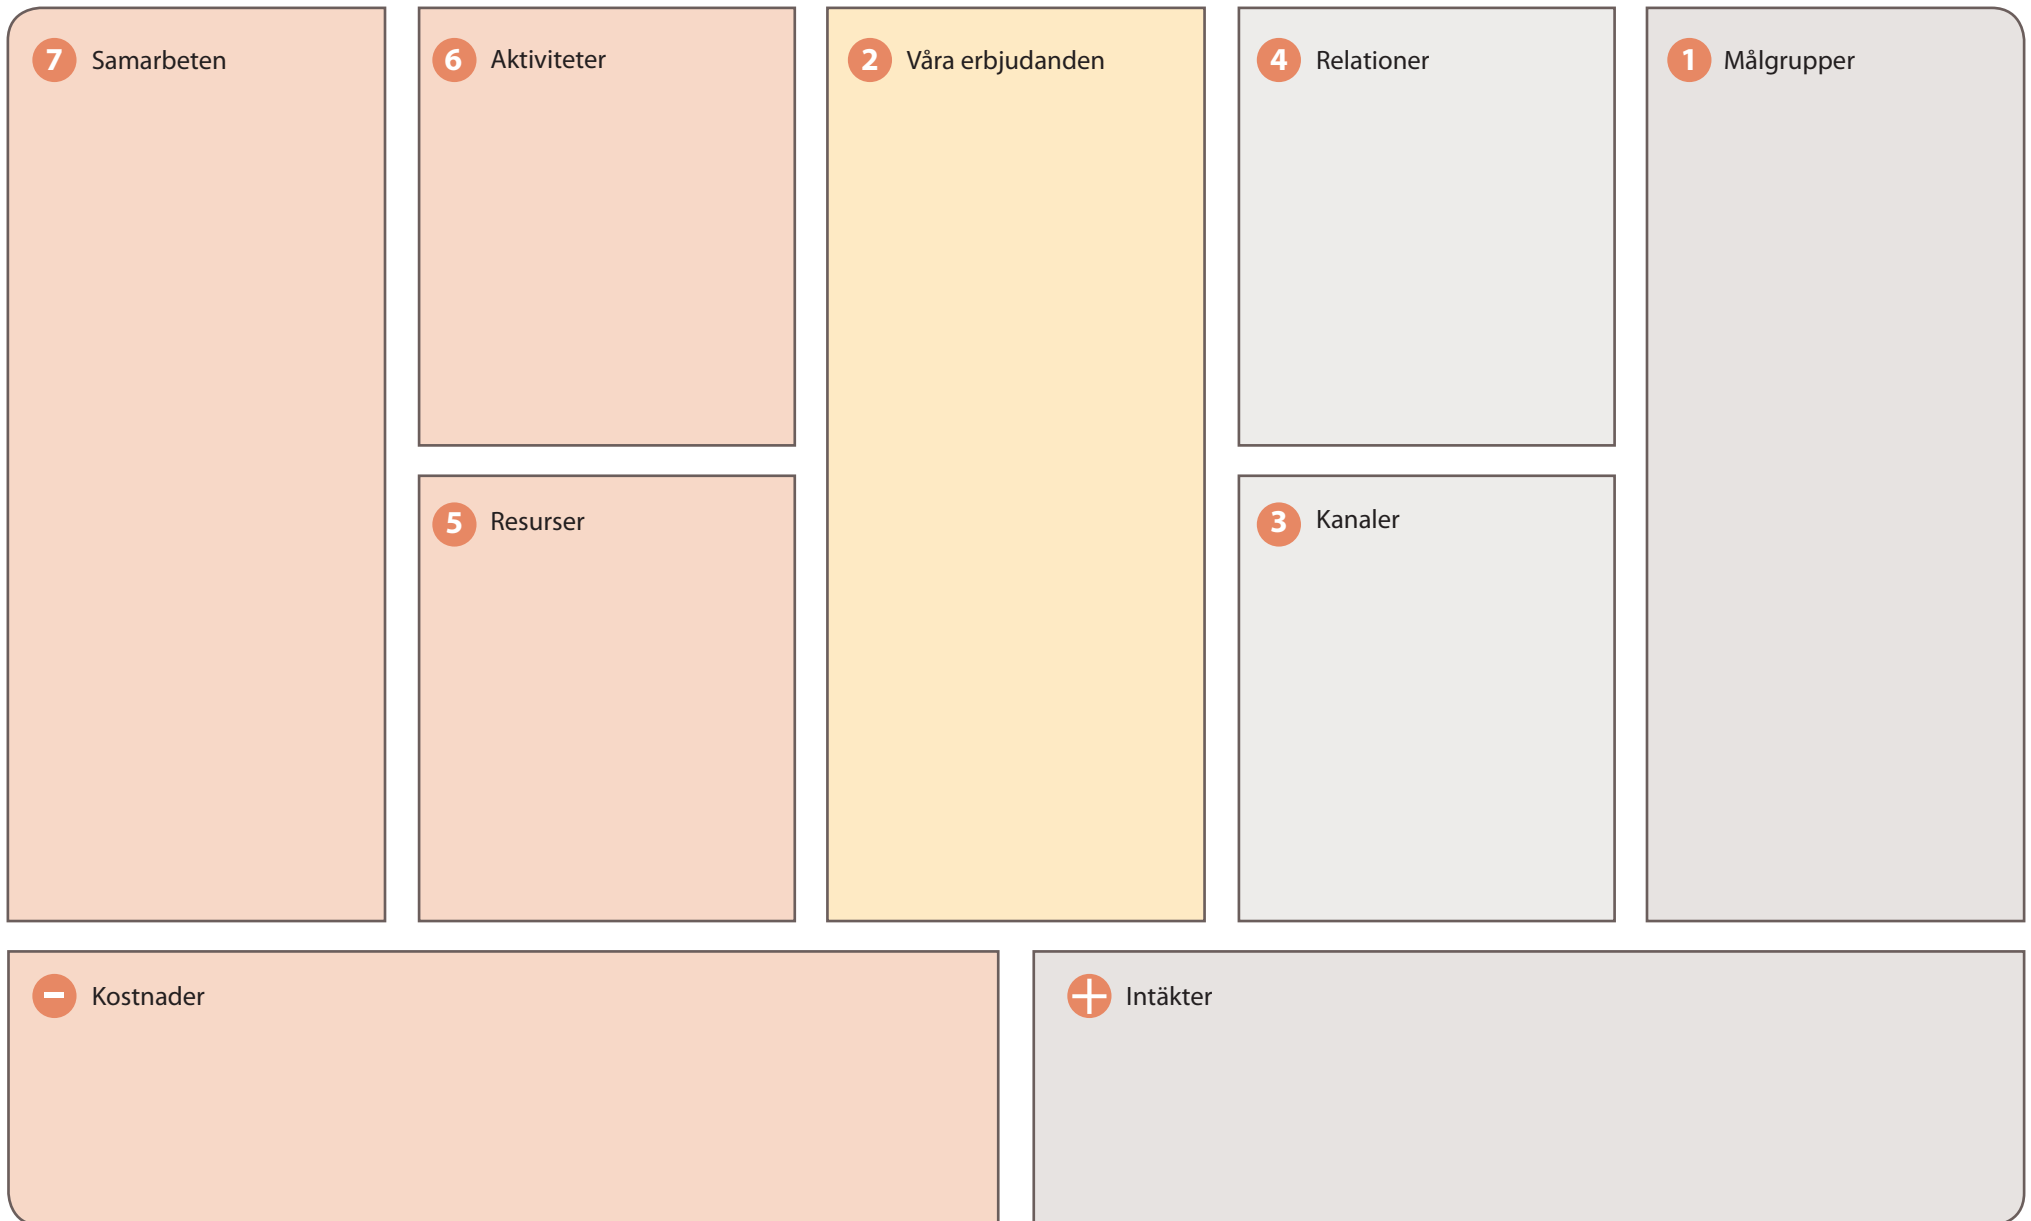 7 Samarbeten
6 Aktiviteter
2 Våra erbjudanden
4 Relationer
1 Målgrupper
5 Resurser
3 Kanaler
- Kostnader
+ Intäkter